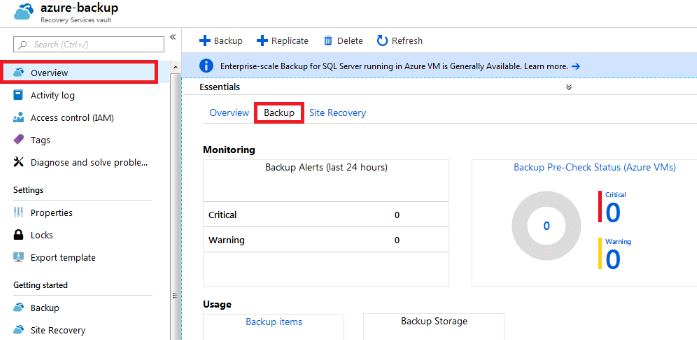 azure-backup
Recovery Services vault
Search (Ctrl+/)
Overview
Activity log
Access control (IAM)
Tags
Diagnose and solve proble...
Settings
Properties
Locks
Export template
Getting started
Backup
Site Recovery
Backup Replicate Delete Refresh
Enterprise-scale Backup for SQL Server running in Azure VM is Generally Available. Learn more.
Essentials
Overview Backup Site Recovery
Monitoring
Backup Alerts (last 24 hours)
Critical 0
Warning 0
Backup Pre-Check Status (Azure VMs)
0
Critical
0
Warning
0
Usage
Backup items
Backup Storage